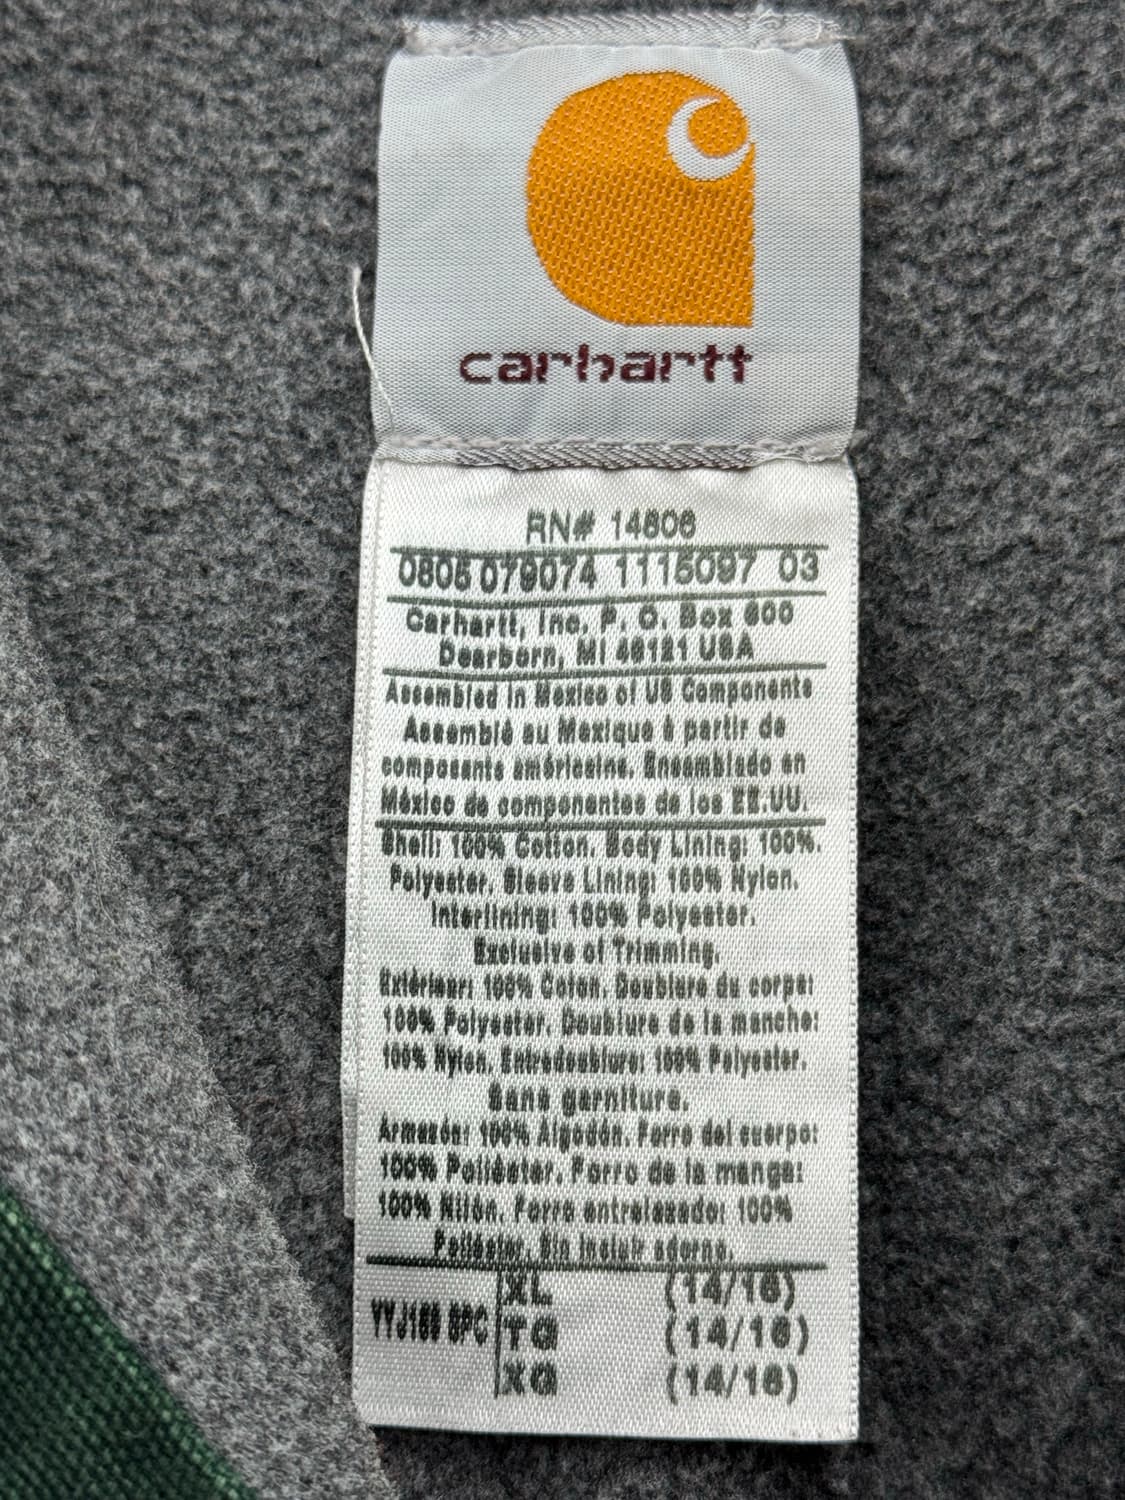 carhartt
RN# 14806
0805 079074 1115097 03
Carhartt, Inc. P. O. Box 600
Dearborn, MI 48121 USA
Assembled in Mexico of US Components
Assemblé au Mexique à partir de
composants américains. Ensamblado en
México de componentes de los EE.UU.
Shell: 100% Cotton. Body Lining: 100%.
Polyester. Sleeve Lining: 100% Nylon.
Interlining: 100% Polyester.
Exclusive of Trimming.
Extérieur: 100% Coton. Doublure du corps:
100% Polyester. Doublure de la manche:
100% Nylon. Entredoublure: 100% Polyester.
Sans garniture.
Armazón: 100% Algodón. Forro del cuerpo:
100% Poliéster. Forro de la manga:
100% Nilón. Forro entrelazado: 100%
Poliéster. Sin incluir adorno.
XL (14/16)
TG (14/16)
XG (14/16)